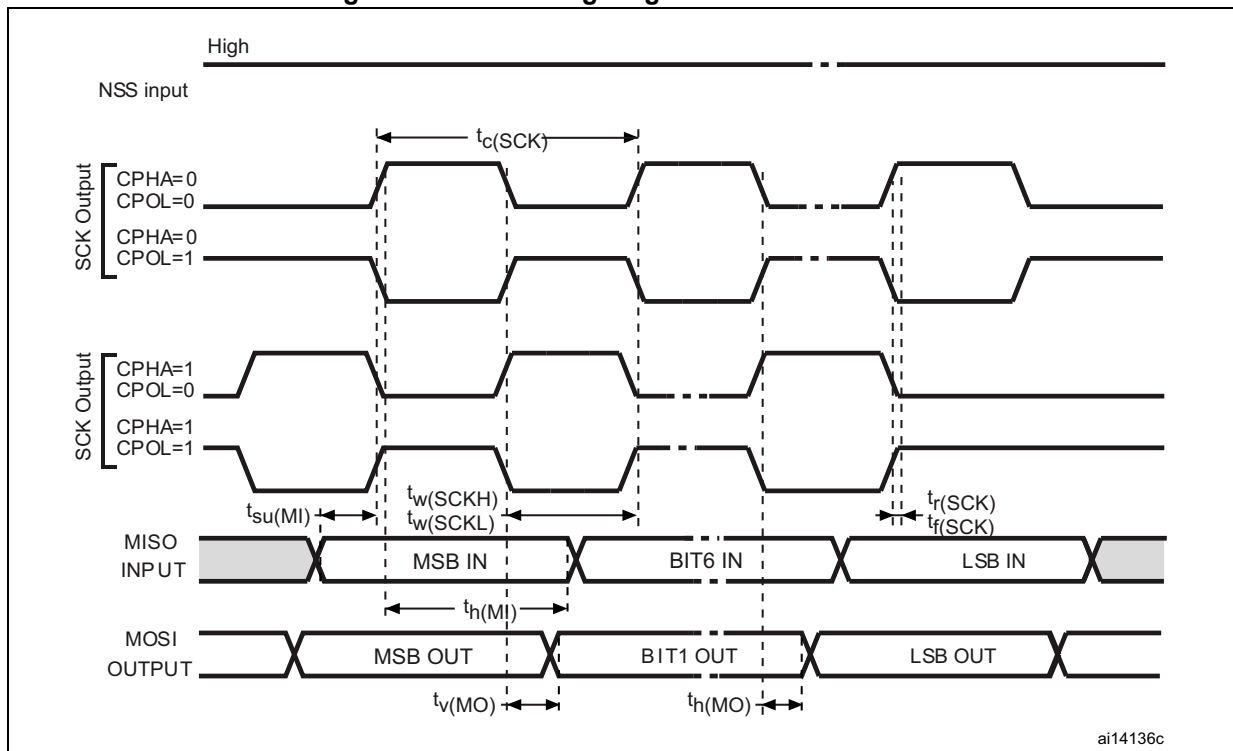 High
NSS input
tc(SCK)
SCK Output
CPHA=0
CPOL=0
CPHA=0
CPOL=1
SCK Output
CPHA=1
CPOL=0
CPHA=1
CPOL=1
tsu(MI)
tw(SCKH)
tw(SCKL)
tr(SCK)
tf(SCK)
MISO
INPUT
MSB IN
BIT6 IN
LSB IN
th(MI)
MOSI
OUTPUT
MSB OUT
BIT1 OUT
LSB OUT
tv(MO)
th(MO)
ai14136c